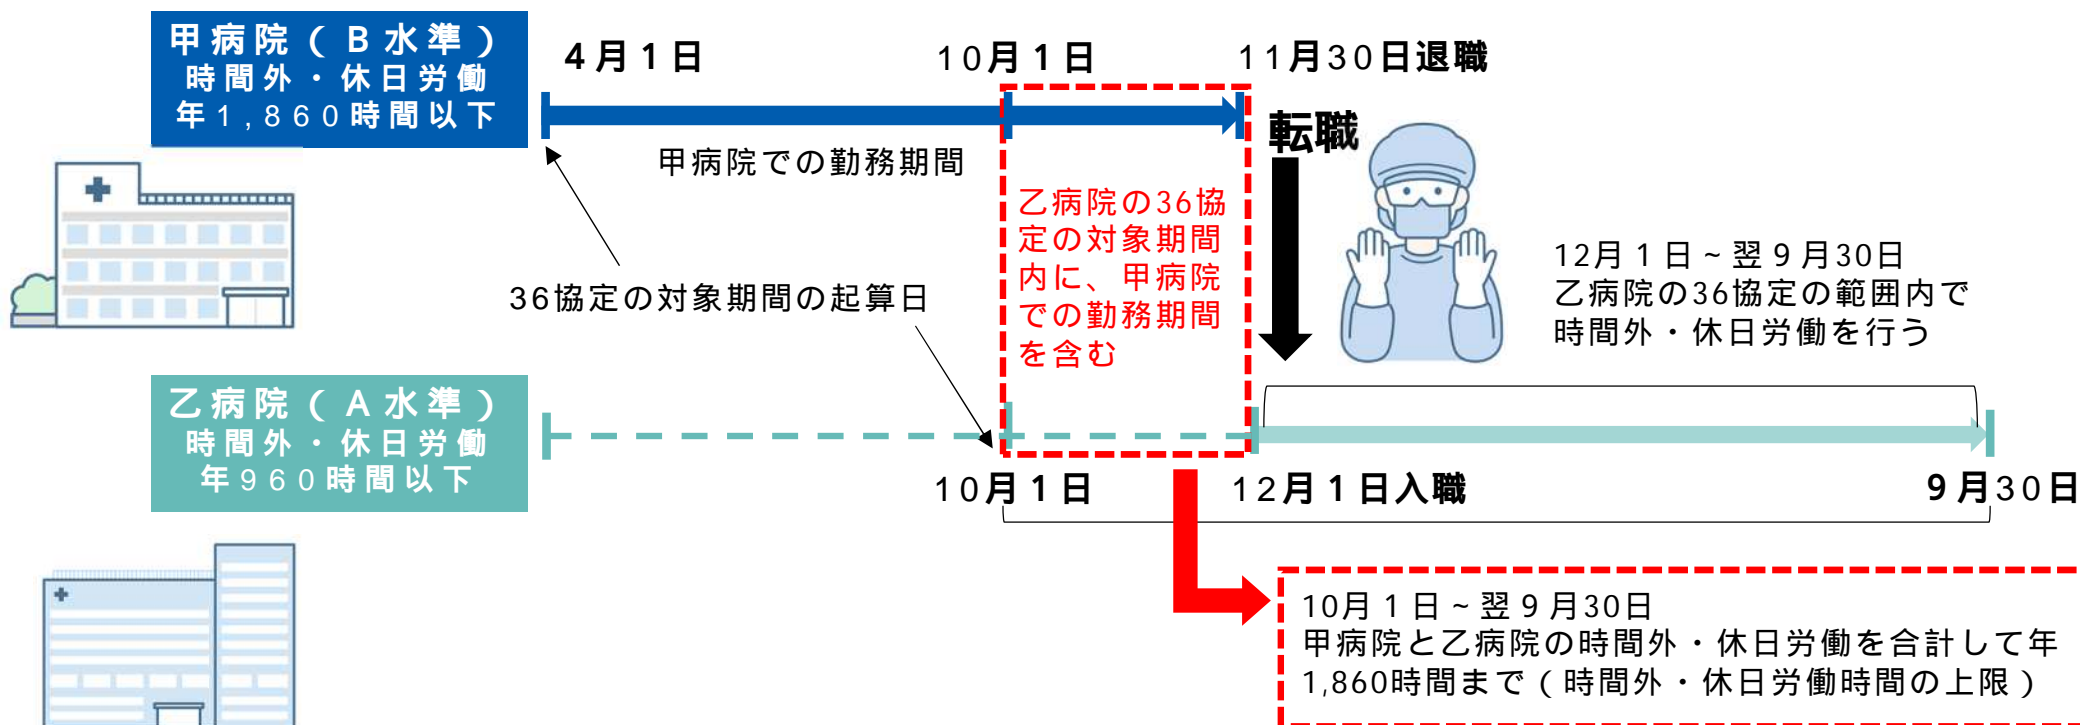 甲病院（Ｂ水準）
時間外・休日労働
年1,860時間以下
４月１日
10月１日
11月30日退職
転職
甲病院での勤務期間
乙病院の36協
定の対象期間
内に、甲病院
での勤務期間
を含む
36協定の対象期間の起算日
12月１日~翌９月30日
乙病院の36協定の範囲内で
時間外・休日労働を行う
乙病院（Ａ水準）
時間外・休日労働
年960時間以下
10月１日
12月１日入職
９月30日
10月１日~翌９月30日
甲病院と乙病院の時間外・休日労働を合計して年
1,860時間まで（時間外・休日労働時間の上限）